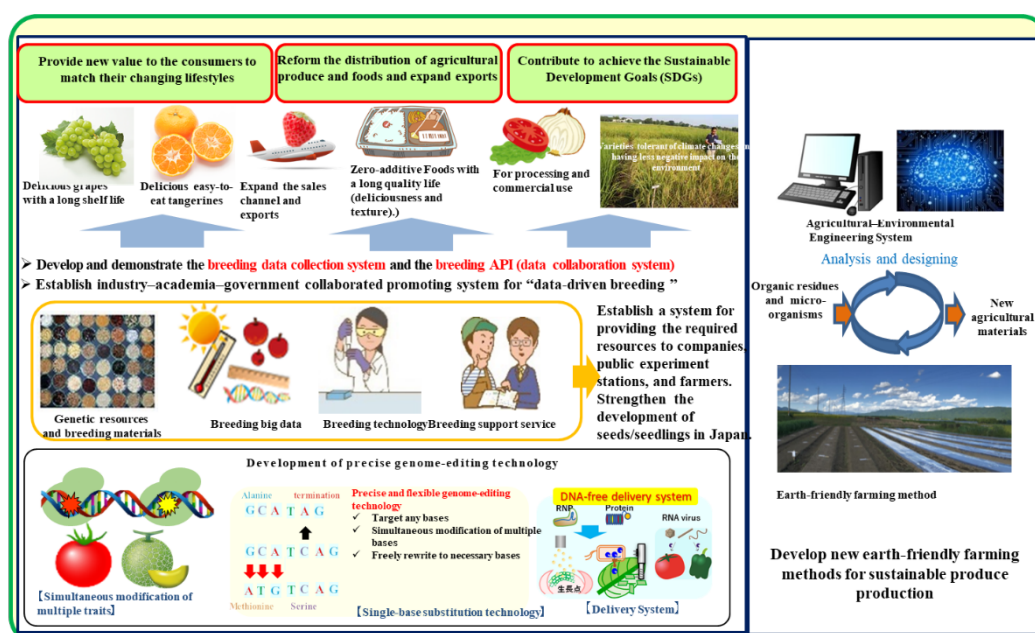 Provide new value to the consumers to
match their changing lifestyles
Reform the distribution of agricultural
produce and foods and expand exports
Contribute to achieve the Sustainable
Development Goals (SDGs)
Delicious grapes
with a long shelf life
Delicious easy-to-
eat tangerines
Expand the sales
channel and
exports
Zero-additive Foods with
a long quality life
(deliciousness and
texture).)
For processing and
commercial use
Varieties tolerant of climate changes
having less negative impact on the
environment
➢ Develop and demonstrate the breeding data collection system and the breeding API (data collaboration system)
➢ Establish industry–academia–government collaborated promoting system for “data-driven breeding ”
Genetic resources
and breeding materials
Breeding big data
Breeding technology
Breeding support service
Establish a system for
providing the required
resources to companies,
public experiment
stations, and farmers.
Strengthen the
development of
seeds/seedlings in Japan.
Development of precise genome-editing technology
【Simultaneous modification of
multiple traits】
Alanine termination
G C A T A G
G C A T C A G
A T G T C A G
Methionine Serine
Precise and flexible genome-editing
technology
✓ Target any bases
✓ Simultaneous modification of multiple
bases
✓ Freely rewrite to necessary bases
【Single-base substitution technology】
DNA-free delivery system
RNP
Protein
RNA virus
生長点
【Delivery System】
Agricultural–Environmental
Engineering System
Analysis and designing
Organic residues
and micro-
organisms
New
agricultural
materials
Earth-friendly farming method
Develop new earth-friendly farming
methods for sustainable produce
production